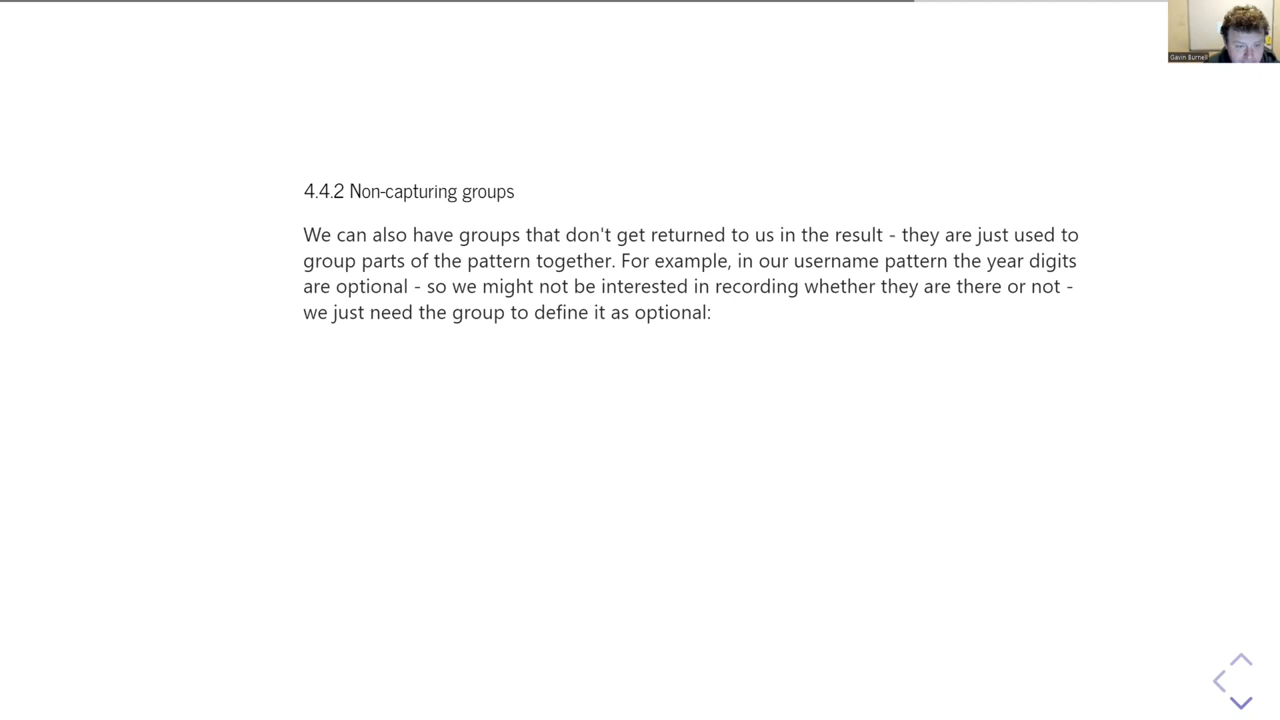 Gavin Burnell
4.4.2 Non-capturing groups
We can also have groups that don't get returned to us in the result - they are just used to
group parts of the pattern together. For example, in our username pattern the year digits
are optional - so we might not be interested in recording whether they are there or not -
we just need the group to define it as optional: